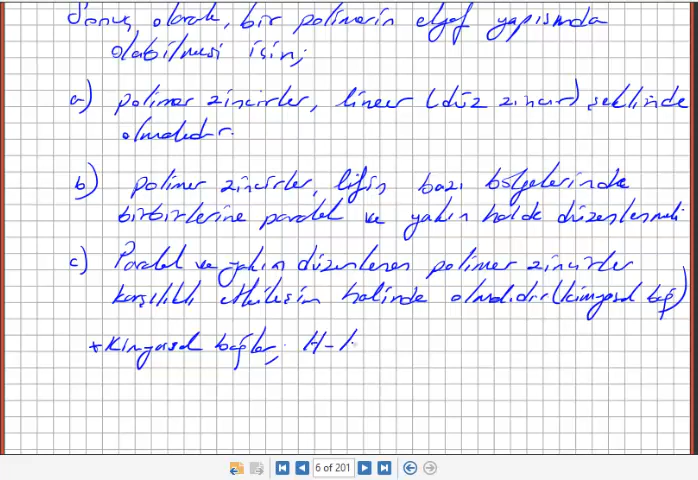 Sonuç olarak, bir polimerin elyaf yapısında
olabilmesi için;
a) polimer zincirler, lineer (düz zincir) şeklinde
olmalıdır.
b) polimer zincirler, lifin bazı bölgelerinde
birbirlerine paralel ve yakın halde düzenlenmeli
c) Paralel ve yakın düzenlenen polimer zincirler
karşılıklı etkileşim halinde olmalıdır (kimyasal bağ)
*Kimyasal bağlar; H-
6 of 201